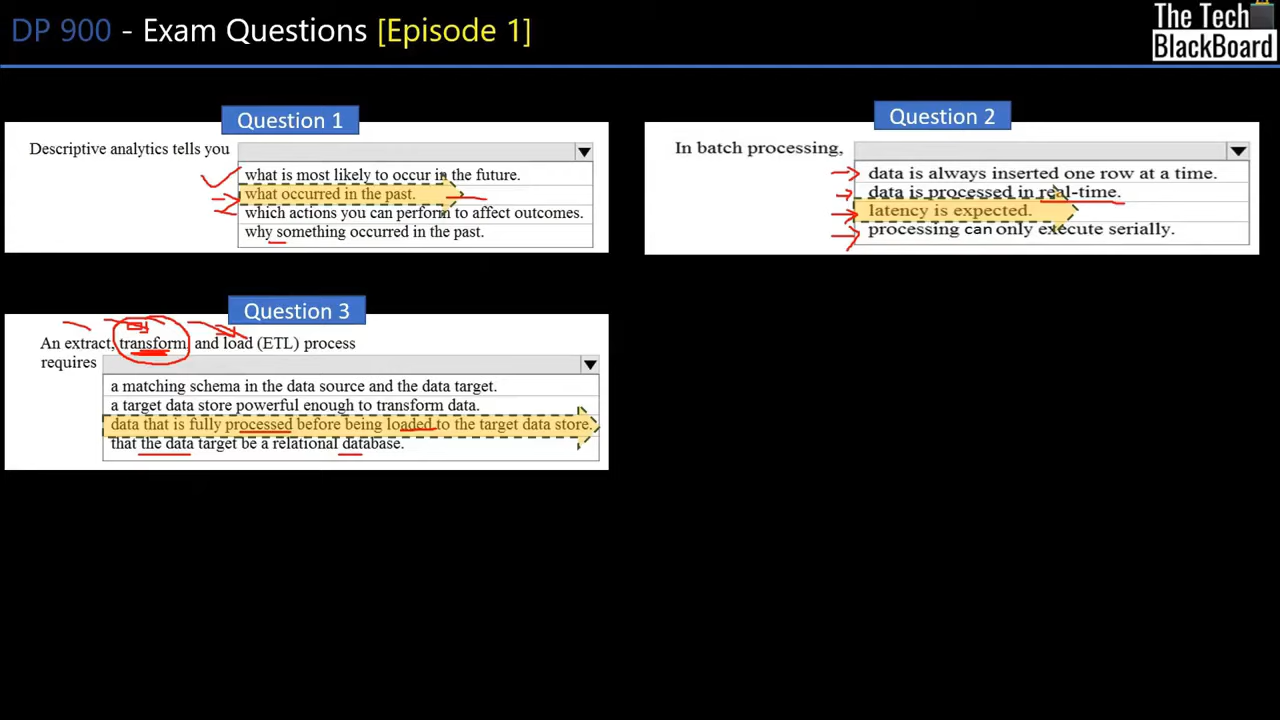 DP 900 - Exam Questions [Episode 1]
The Tech
BlackBoard
Question 1
Descriptive analytics tells you
what is most likely to occur in the future.
what occurred in the past.
which actions you can perform to affect outcomes.
why something occurred in the past.
Question 2
In batch processing,
data is always inserted one row at a time.
data is processed in real-time.
latency is expected.
processing can only execute serially.
Question 3
An extract, transform, and load (ETL) process
requires
a matching schema in the data source and the data target.
a target data store powerful enough to transform data.
data that is fully processed before being loaded to the target data store.
that the data target be a relational database.